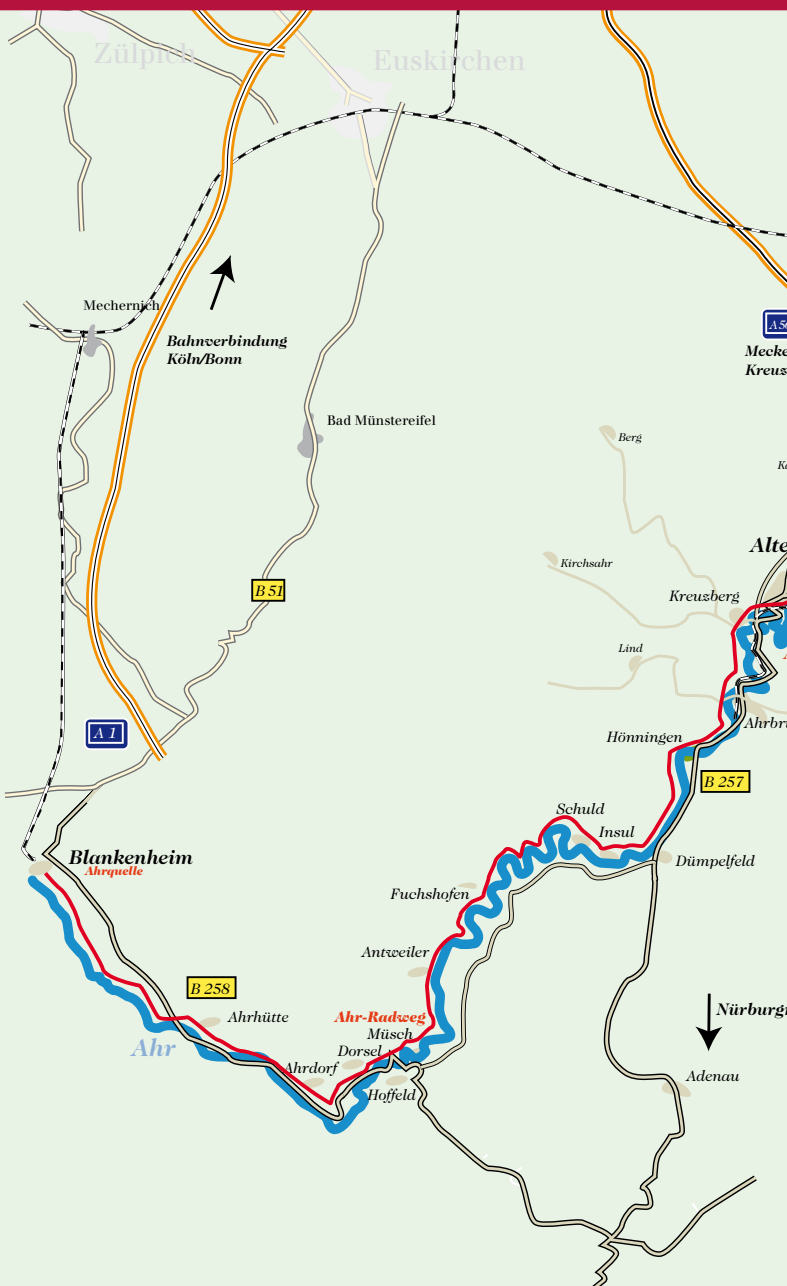 Zülpich
Euskirchen
Mechernich
Bahnverbindung
Köln/Bonn
Bad Münstereifel
Berg
Kirchsahr
Kreuzberg
Lind
B 51
A 1
Hönningen
B 257
Schuld
Insul
Dümpelfeld
Blankenheim
Ahrquelle
Fuchshofen
Antweiler
B 258
Ahrhütte
Ahr-Radweg
Müsch
Ahr
Dorsel
Ahrdorf
Hoffeld
Adenau